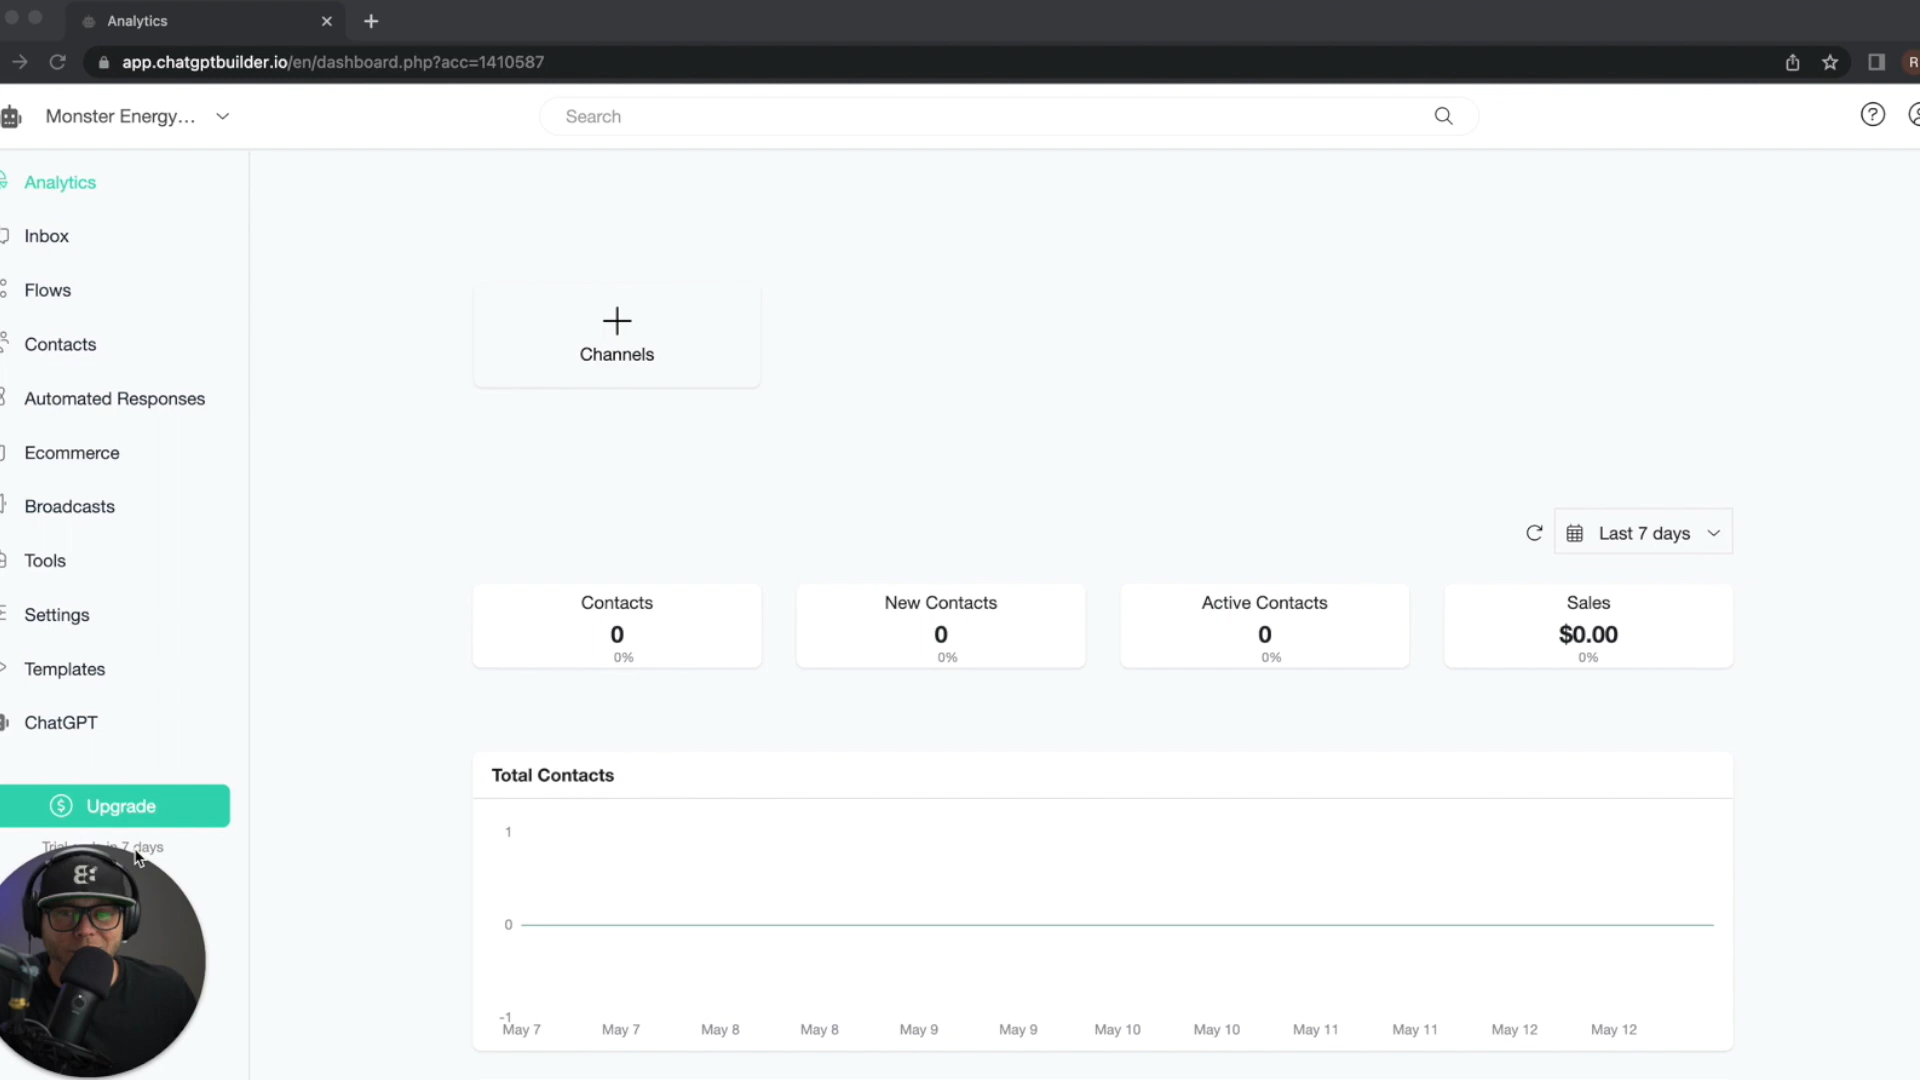 Analytics
app.chatgptbuilder.io/en/dashboard.php?acc=1410587
R
Monster Energy...
Search
Analytics
Inbox
Flows
Contacts
Automated Responses
Ecommerce
Broadcasts
Tools
Settings
Templates
ChatGPT
Upgrade
Trial ends in 7 days
Channels
Last 7 days
Contacts
0
0%
New Contacts
0
0%
Active Contacts
0
0%
Sales
$0.00
0%
Total Contacts
1
0
-1
May 7 May 7 May 8 May 8 May 9 May 9 May 10 May 10 May 11 May 11 May 12 May 12